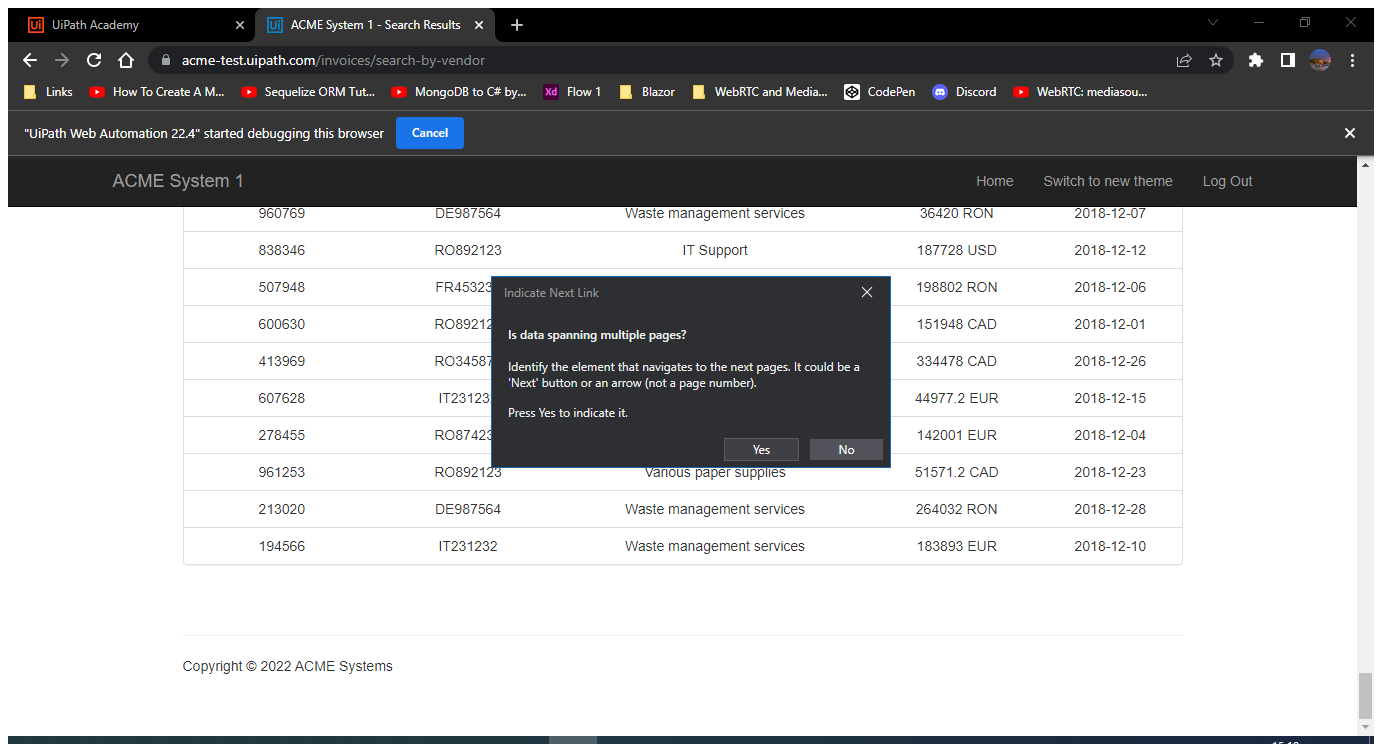 UiPath Academy
ACME System 1 - Search Results
acme-test.uipath.com/invoices/search-by-vendor
Links How To Create A M... Sequelize ORM Tut... MongoDB to C# by... Xd Flow 1 Blazor WebRTC and Media... CodePen Discord WebRTC: mediasou...
"UiPath Web Automation 22.4" started debugging this browser Cancel
ACME System 1 Home Switch to new theme Log Out
960769 DE987564 Waste management services 36420 RON 2018-12-07
838346 RO892123 IT Support 187728 USD 2018-12-12
507948 FR45323 198802 RON 2018-12-06
600630 RO89212 151948 CAD 2018-12-01
413969 RO34587 334478 CAD 2018-12-26
607628 IT23123 44977.2 EUR 2018-12-15
278455 RO87423 142001 EUR 2018-12-04
961253 RO892123 Various paper supplies 51571.2 CAD 2018-12-23
213020 DE987564 Waste management services 264032 RON 2018-12-28
194566 IT231232 Waste management services 183893 EUR 2018-12-10
Indicate Next Link
Is data spanning multiple pages?
Identify the element that navigates to the next pages. It could be a
'Next' button or an arrow (not a page number).
Press Yes to indicate it.
Yes No
Copyright © 2022 ACME Systems